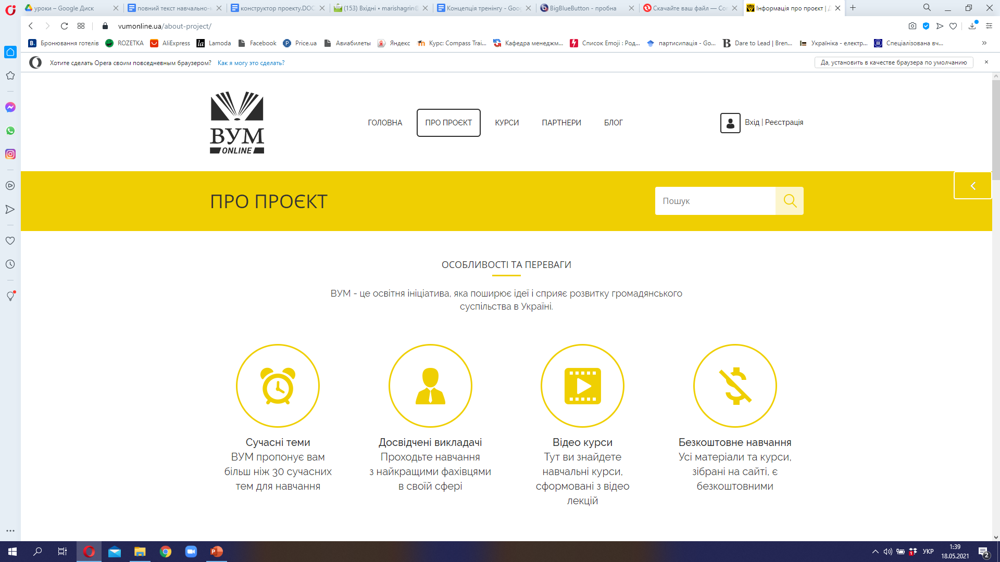 уроки – Google Диск
повний текст навчально-м
конструктор проекту.DOC
(153) Вхідні • marishagrin@
Концепція тренінгу - Goog
BigBlueButton - пробна
Скачайте ваш файл — Co
Інформація про проєкт | Д
vumonline.ua/about-project/
Бронювання готелів
ROZETKA
AliExpress
Lamoda
Facebook
Price.ua
Авиабилеты
Яндекс
Курс: Compass Trai...
Кафедра менеджм...
Список Emoji : Род...
партисипація - Go...
Dare to Lead | Bren...
Україніка - електр...
Спеціалізована вч...
Хотите сделать Opera своим повседневным браузером? Как я могу это сделать?
Да, установить в качестве браузера по умолчанию
ВУМ
ONLINE
ГОЛОВНА
ПРО ПРОЄКТ
КУРСИ
ПАРТНЕРИ
БЛОГ
Вхід | Реєстрація
ПРО ПРОЄКТ
Пошук
ОСОБЛИВОСТІ ТА ПЕРЕВАГИ
ВУМ - це освітня ініціатива, яка поширює ідеї і сприяє розвитку громадянського
суспільства в Україні.
Сучасні теми
ВУМ пропонує вам
більш ніж 30 сучасних
тем для навчання
Досвідчені викладачі
Проходьте навчання
з найкращими фахівцями
в своїй сфері
Відео курси
Тут ви знайдете
навчальні курси,
сформовані з відео
лекцій
Безкоштовне навчання
Усі матеріали та курси,
зібрані на сайті, є
безкоштовними
УКР
1:39
18.05.2021
2